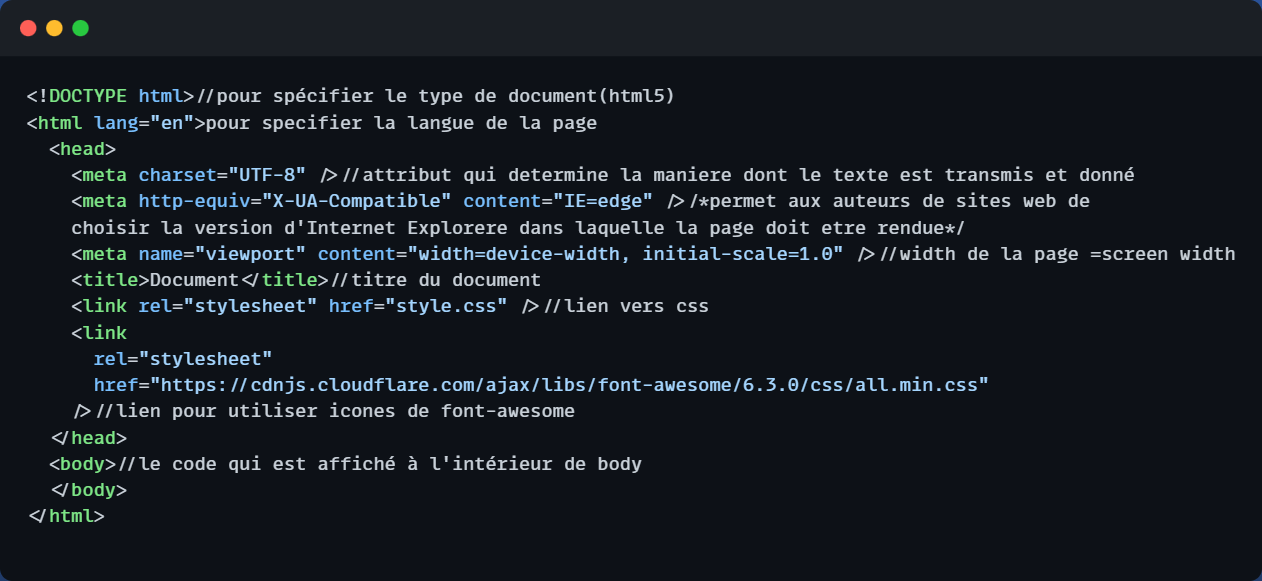 <!DOCTYPE html>//pour spécifier le type de document(html5)
<html lang="en">pour specifier la langue de la page
  <head>
    <meta charset="UTF-8" />//attribut qui determine la maniere dont le texte est transmis et donné
    <meta http-equiv="X-UA-Compatible" content="IE=edge" />/*permet aux auteurs de sites web de
    choisir la version d'Internet Explorere dans laquelle la page doit etre rendue*/
    <meta name="viewport" content="width=device-width, initial-scale=1.0" />//width de la page =screen width
    <title>Document</title>//titre du document
    <link rel="stylesheet" href="style.css" />//lien vers css
    <link
      rel="stylesheet"
      href="https://cdnjs.cloudflare.com/ajax/libs/font-awesome/6.3.0/css/all.min.css"
    />//lien pour utiliser icones de font-awesome
  </head>
  <body>//le code qui est affiché à l'intérieur de body
  </body>
</html>